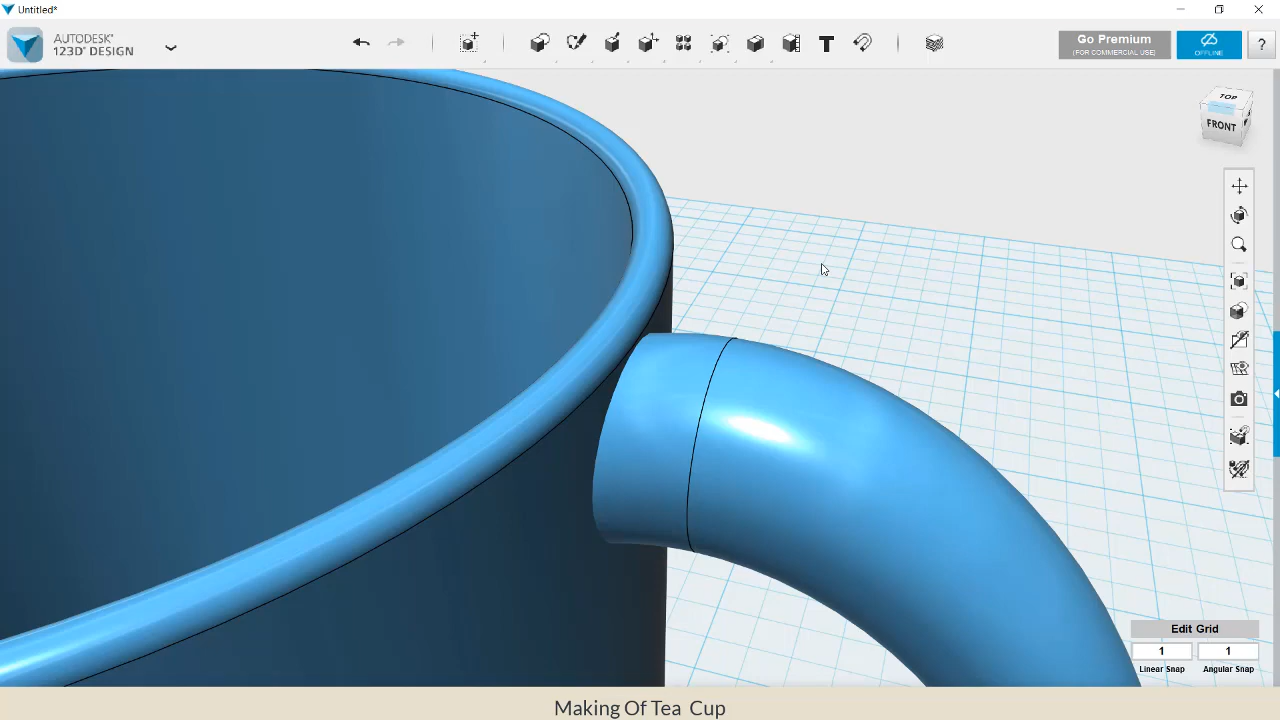 Untitled*
AUTODESK
123D® DESIGN
Go Premium
(FOR COMMERCIAL USE)
OFFLINE
?
TOP
FRONT
Edit Grid
1 1
Linear Snap Angular Snap
Making Of Tea Cup